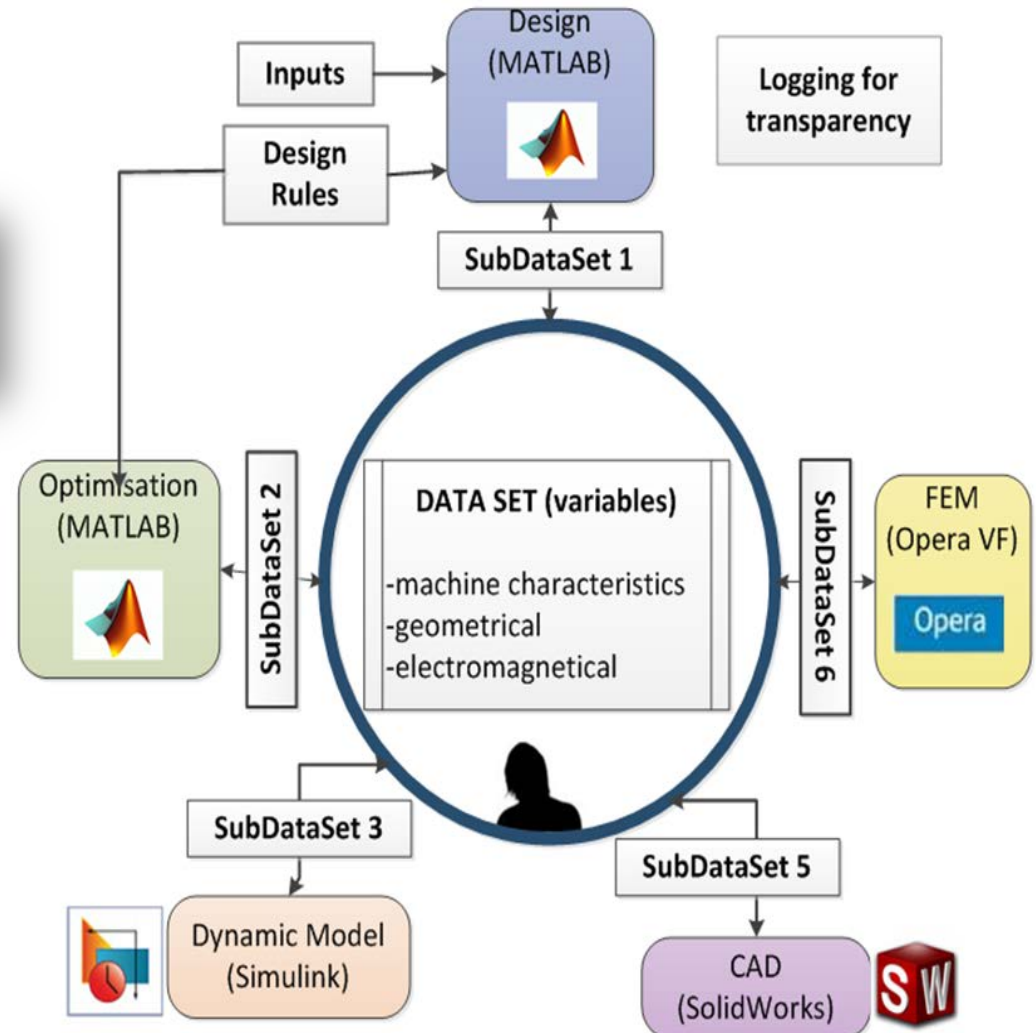 Design
(MATLAB)
Inputs
Logging for
transparency
Design
Rules
SubDataSet 1
Optimisation
(MATLAB)
SubDataSet 2
DATA SET (variables)
-machine characteristics
-geometrical
-electromagnetical
SubDataSet 6
FEM
(Opera VF)
Opera
SubDataSet 3
SubDataSet 5
Dynamic Model
(Simulink)
CAD
(SolidWorks)
SW